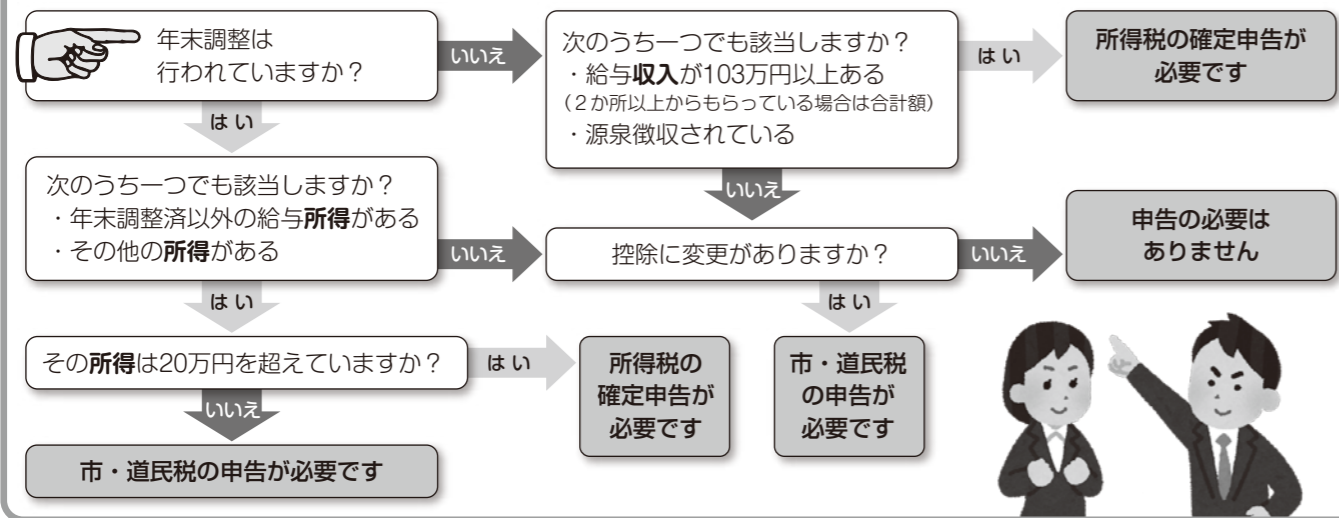 年末調整は
行われていますか？
いいえ
次のうち一つでも該当しますか？
・給与収入が103万円以上ある
（２か所以上からもらっている場合は合計額）
・源泉徴収されている
はい
所得税の確定申告が
必要です
はい
いいえ
次のうち一つでも該当しますか？
・年末調整済以外の給与所得がある
・その他の所得がある
いいえ
控除に変更がありますか？
いいえ
申告の必要は
ありません
はい
はい
その所得は20万円を超えていますか？
はい
所得税の
確定申告が
必要です
市・道民税
の申告が
必要です
いいえ
市・道民税の申告が必要です